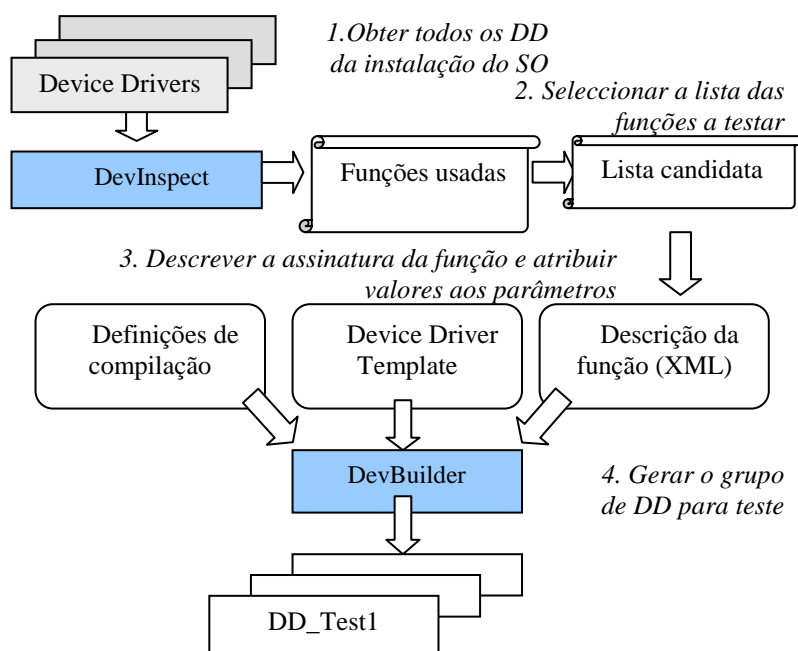 1.Obter todos os DD
da instalação do SO
Device Drivers
2. Seleccionar a lista das
funções a testar
DevInspect
Funções usadas
Lista candidata
3. Descrever a assinatura da função e atribuir
valores aos parâmetros
Definições de
compilação
Device Driver
Template
Descrição da
função (XML)
DevBuilder
4. Gerar o grupo
de DD para teste
DD_Test1